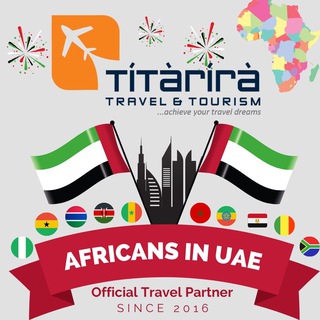 Títàrìrà
TRAVEL & TOURISM
...achieve your travel dreams
AFRICANS IN UAE
Official Travel Partner
SINCE 2016